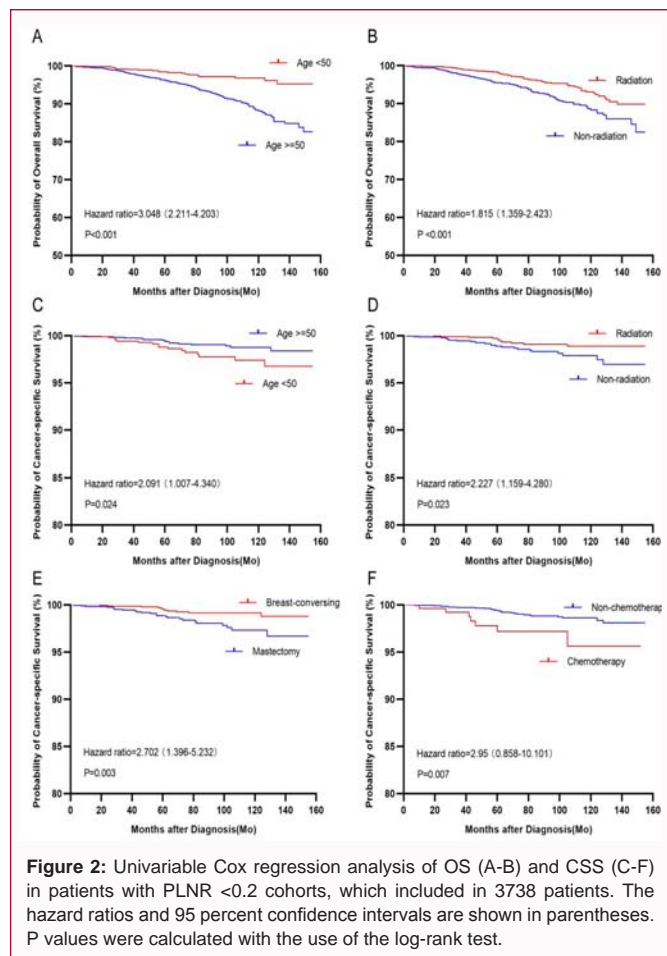 A
Probability of Overall Survival (%)
100
90
80
70
60
50
0 20 40 60 80 100 120 140 160
Months after Diagnosis(Mo)
Age <50
Age >=50
Hazard ratio=3.048 (2.211-4.203)
P<0.001
B
Probability of Overall Survival (%)
100
90
80
70
60
50
0 20 40 60 80 100 120 140 160
Months after Diagnosis(Mo)
Radiation
Non-radiation
Hazard ratio=1.815 (1.359-2.423)
P <0.001
C
Probability of Cancer-specific Survival (%)
100
95
90
85
80
0 20 40 60 80 100 120 140 160
Months after Diagnosis(Mo)
Age >=50
Age <50
Hazard ratio=2.091 (1.007-4.340)
P=0.024
D
Probability of Cancer-specific Survival (%)
100
95
90
85
80
0 20 40 60 80 100 120 140 160
Months after Diagnosis(Mo)
Radiation
Non-radiation
Hazard ratio=2.227 (1.159-4.280)
P=0.023
E
Probability of Cancer-specific Survival (%)
100
95
90
85
80
0 20 40 60 80 100 120 140 160
Months after Diagnosis(Mo)
Breast-conversing
Mastectomy
Hazard ratio=2.702 (1.396-5.232)
P=0.003
F
Probability of Cancer-specific Survival (%)
100
95
90
85
80
0 20 40 60 80 100 120 140 160
Months after Diagnosis(Mo)
Non-chemotherap
Chemotherapy
Hazard ratio=2.95 (0.858-10.101)
P=0.007
Figure 2: Univariable Cox regression analysis of OS (A-B) and CSS (C-F)
in patients with PLNR <0.2 cohorts, which included in 3738 patients. The
hazard ratios and 95 percent confidence intervals are shown in parentheses.
P values were calculated with the use of the log-rank test.